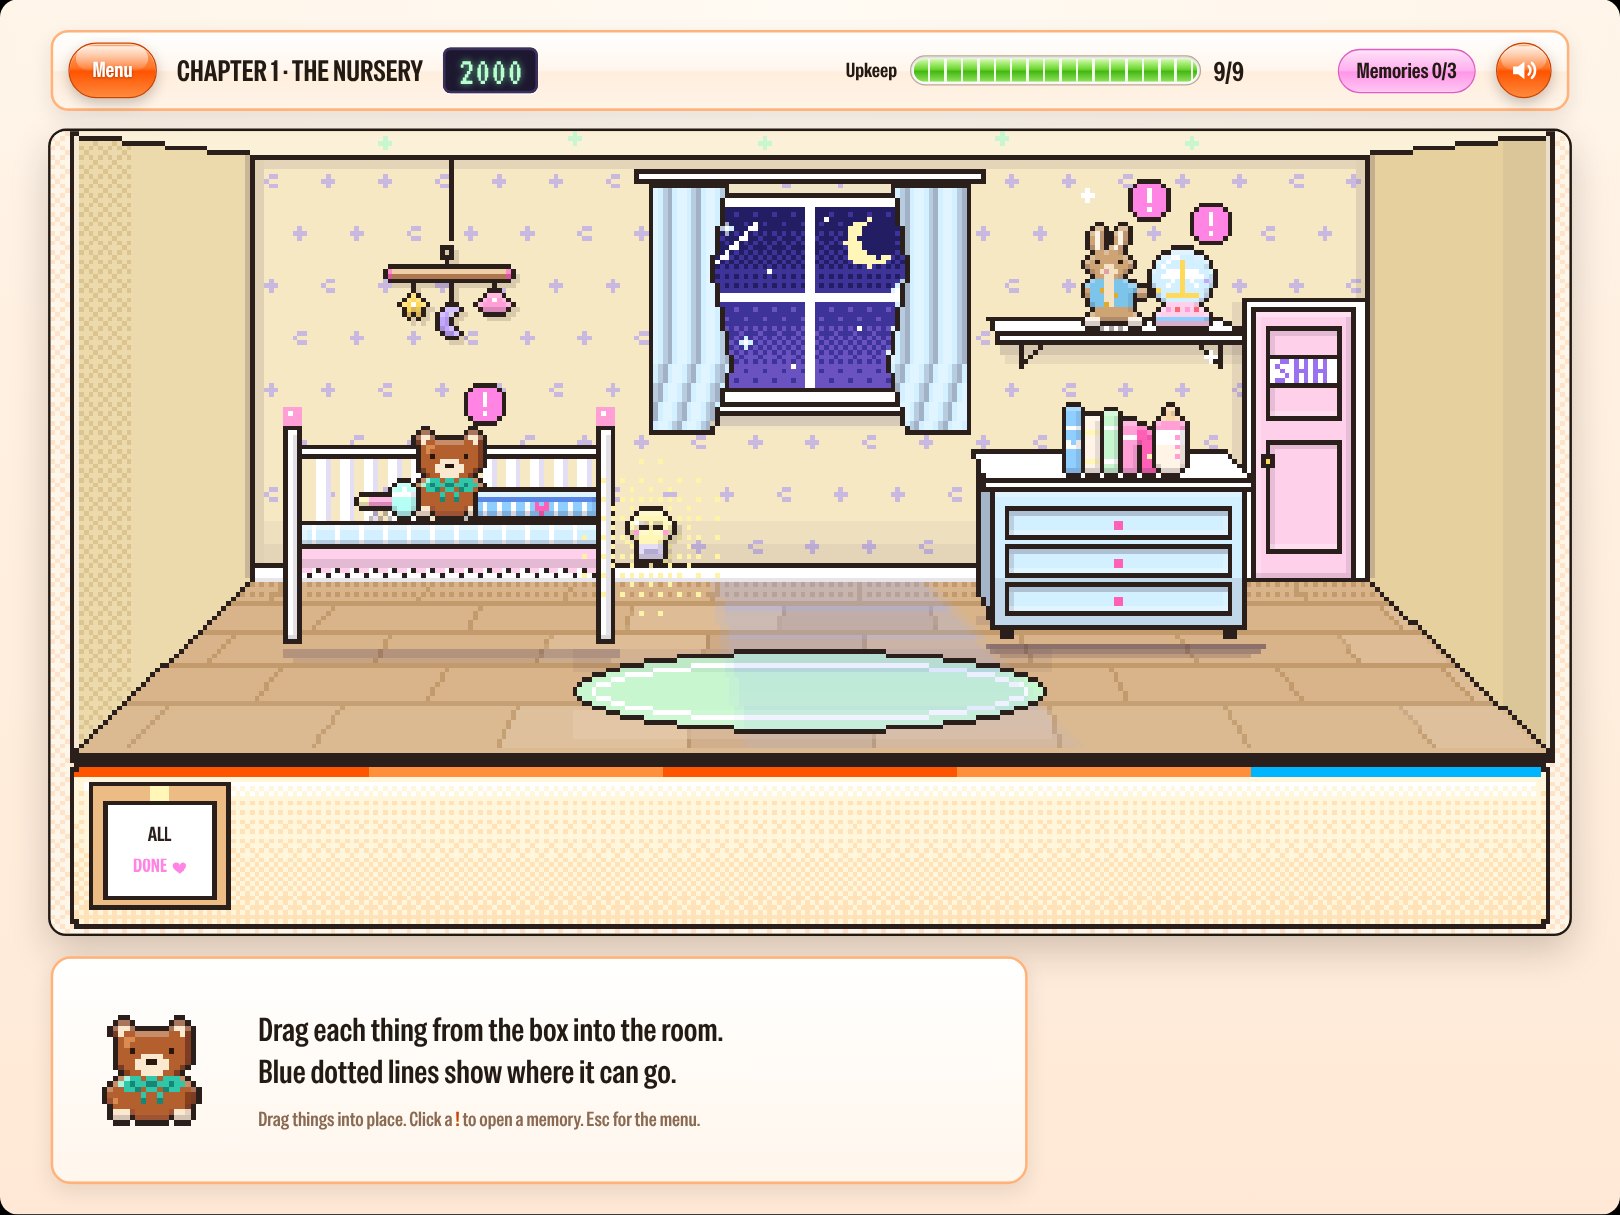 Menu
CHAPTER 1 · THE NURSERY
2000
Upkeep
9/9
Memories 0/3
!
!
!
SHH
ALL
DONE ♥
Drag each thing from the box into the room.
Blue dotted lines show where it can go.
Drag things into place. Click a ! to open a memory. Esc for the menu.